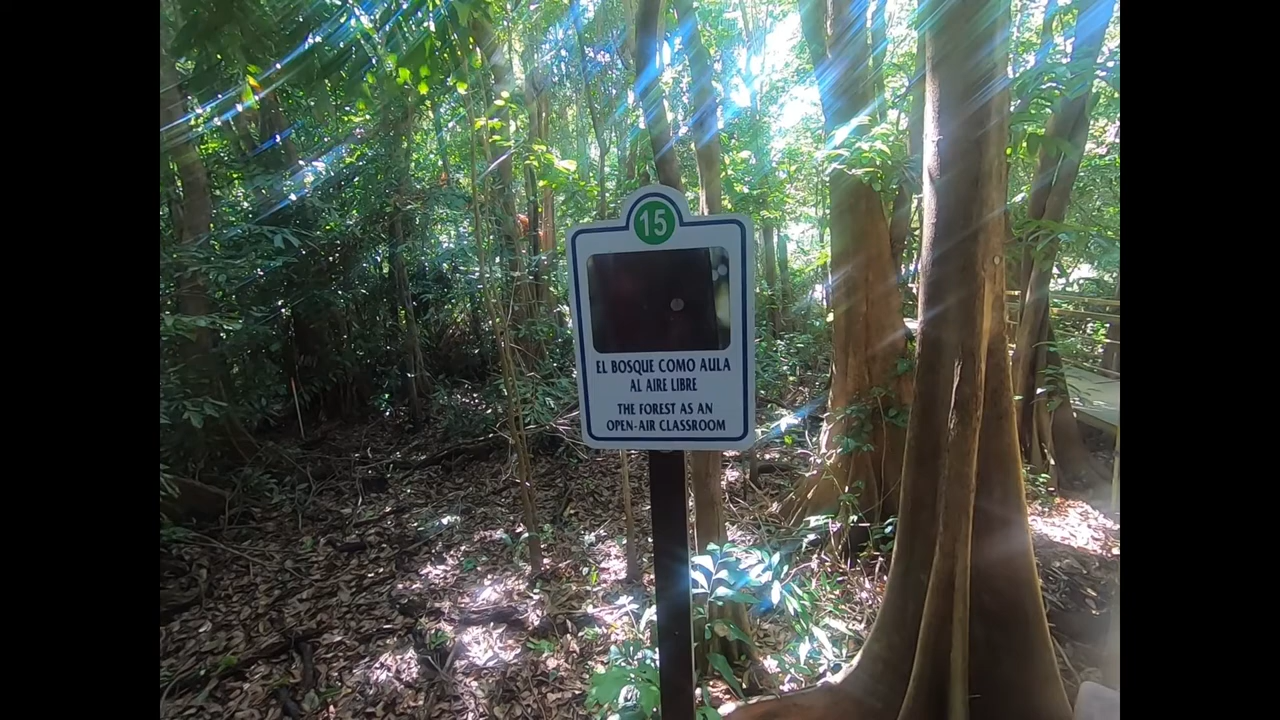 15
EL BOSQUE COMO AULA
AL AIRE LIBRE
THE FOREST AS AN
OPEN-AIR CLASSROOM